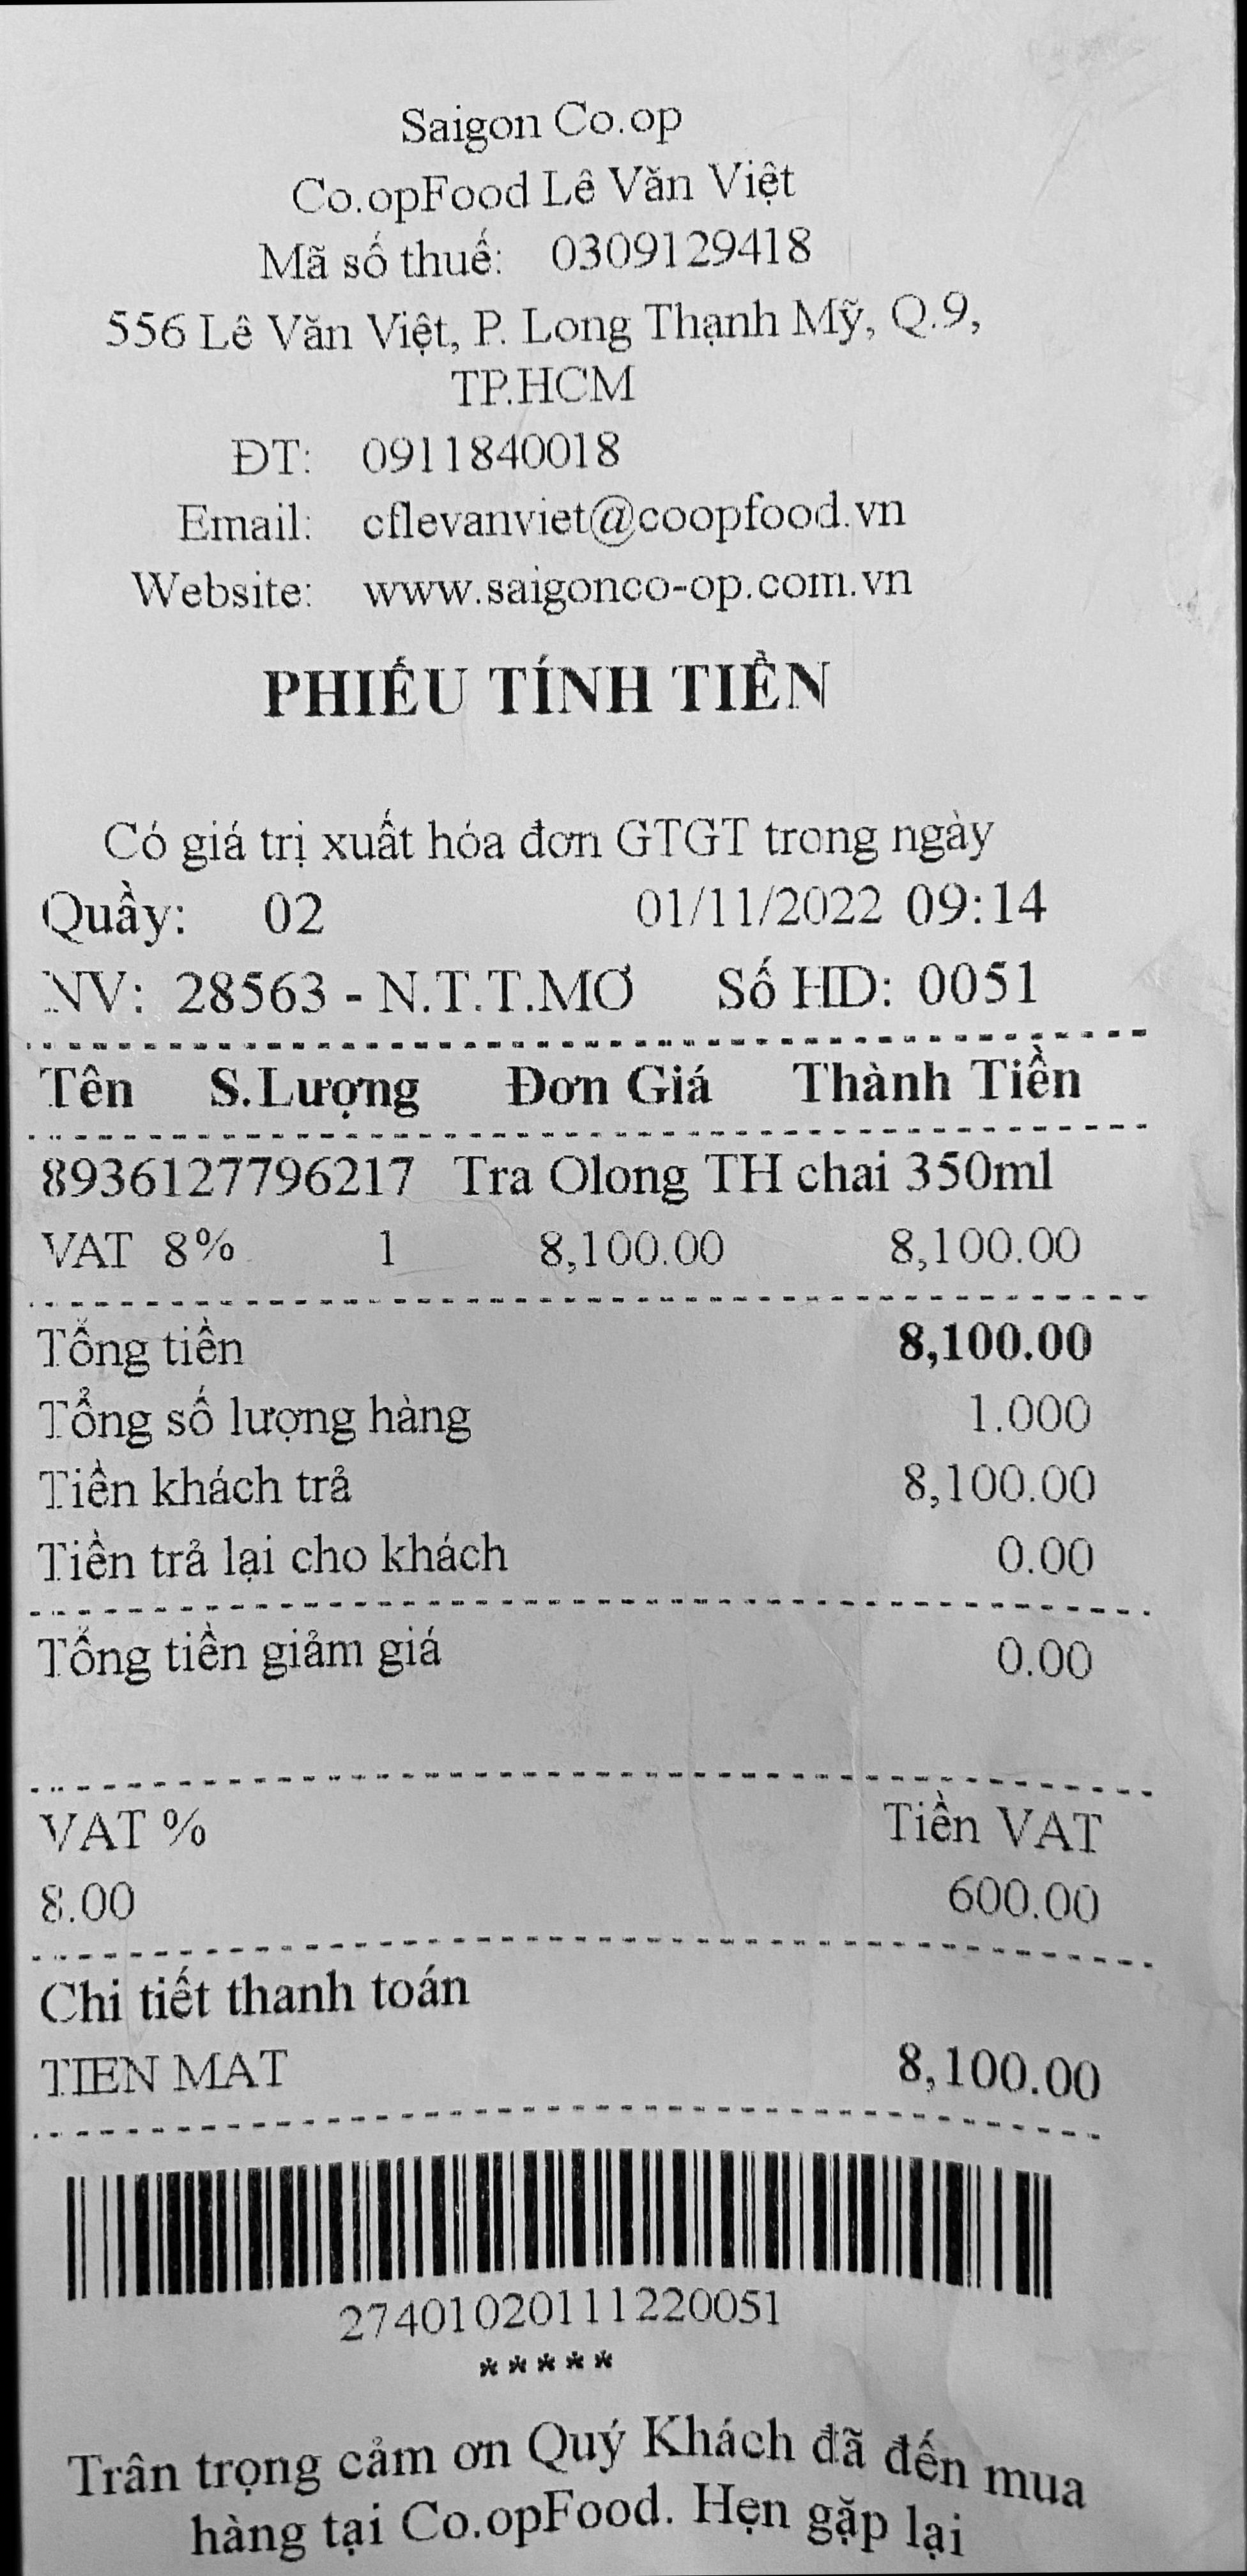 Saigon Co.op
Co.opFood Lê Văn Việt
Mã số thuế: 0309129418
556 Lê Văn Việt, P. Long Thạnh Mỹ, Q.9,
TP.HCM
ĐT: 0911840018
Email: cflevanviet@coopfood.vn
Website: www.saigonco-op.com.vn
PHIẾU TÍNH TIỀN
Có giá trị xuất hóa đơn GTGT trong ngày
Quầy: 02 01/11/2022 09:14
NV: 28563 - N.T.T.MƠ Số HD: 0051
Tên S.Lượng Đơn Giá Thành Tiền
8936127796217 Tra Olong TH chai 350ml
VAT 8% 1 8,100.00 8,100.00
Tổng tiền 8,100.00
Tổng số lượng hàng 1.000
Tiền khách trả 8,100.00
Tiền trả lại cho khách 0.00
Tổng tiền giảm giá 0.00
VAT % Tiền VAT
8.00 600.00
Chi tiết thanh toán
TIEN MAT 8,100.00
27401020111220051
*****
Trân trọng cảm ơn Quý Khách đã đến mua
hàng tại Co.opFood. Hẹn gặp lại